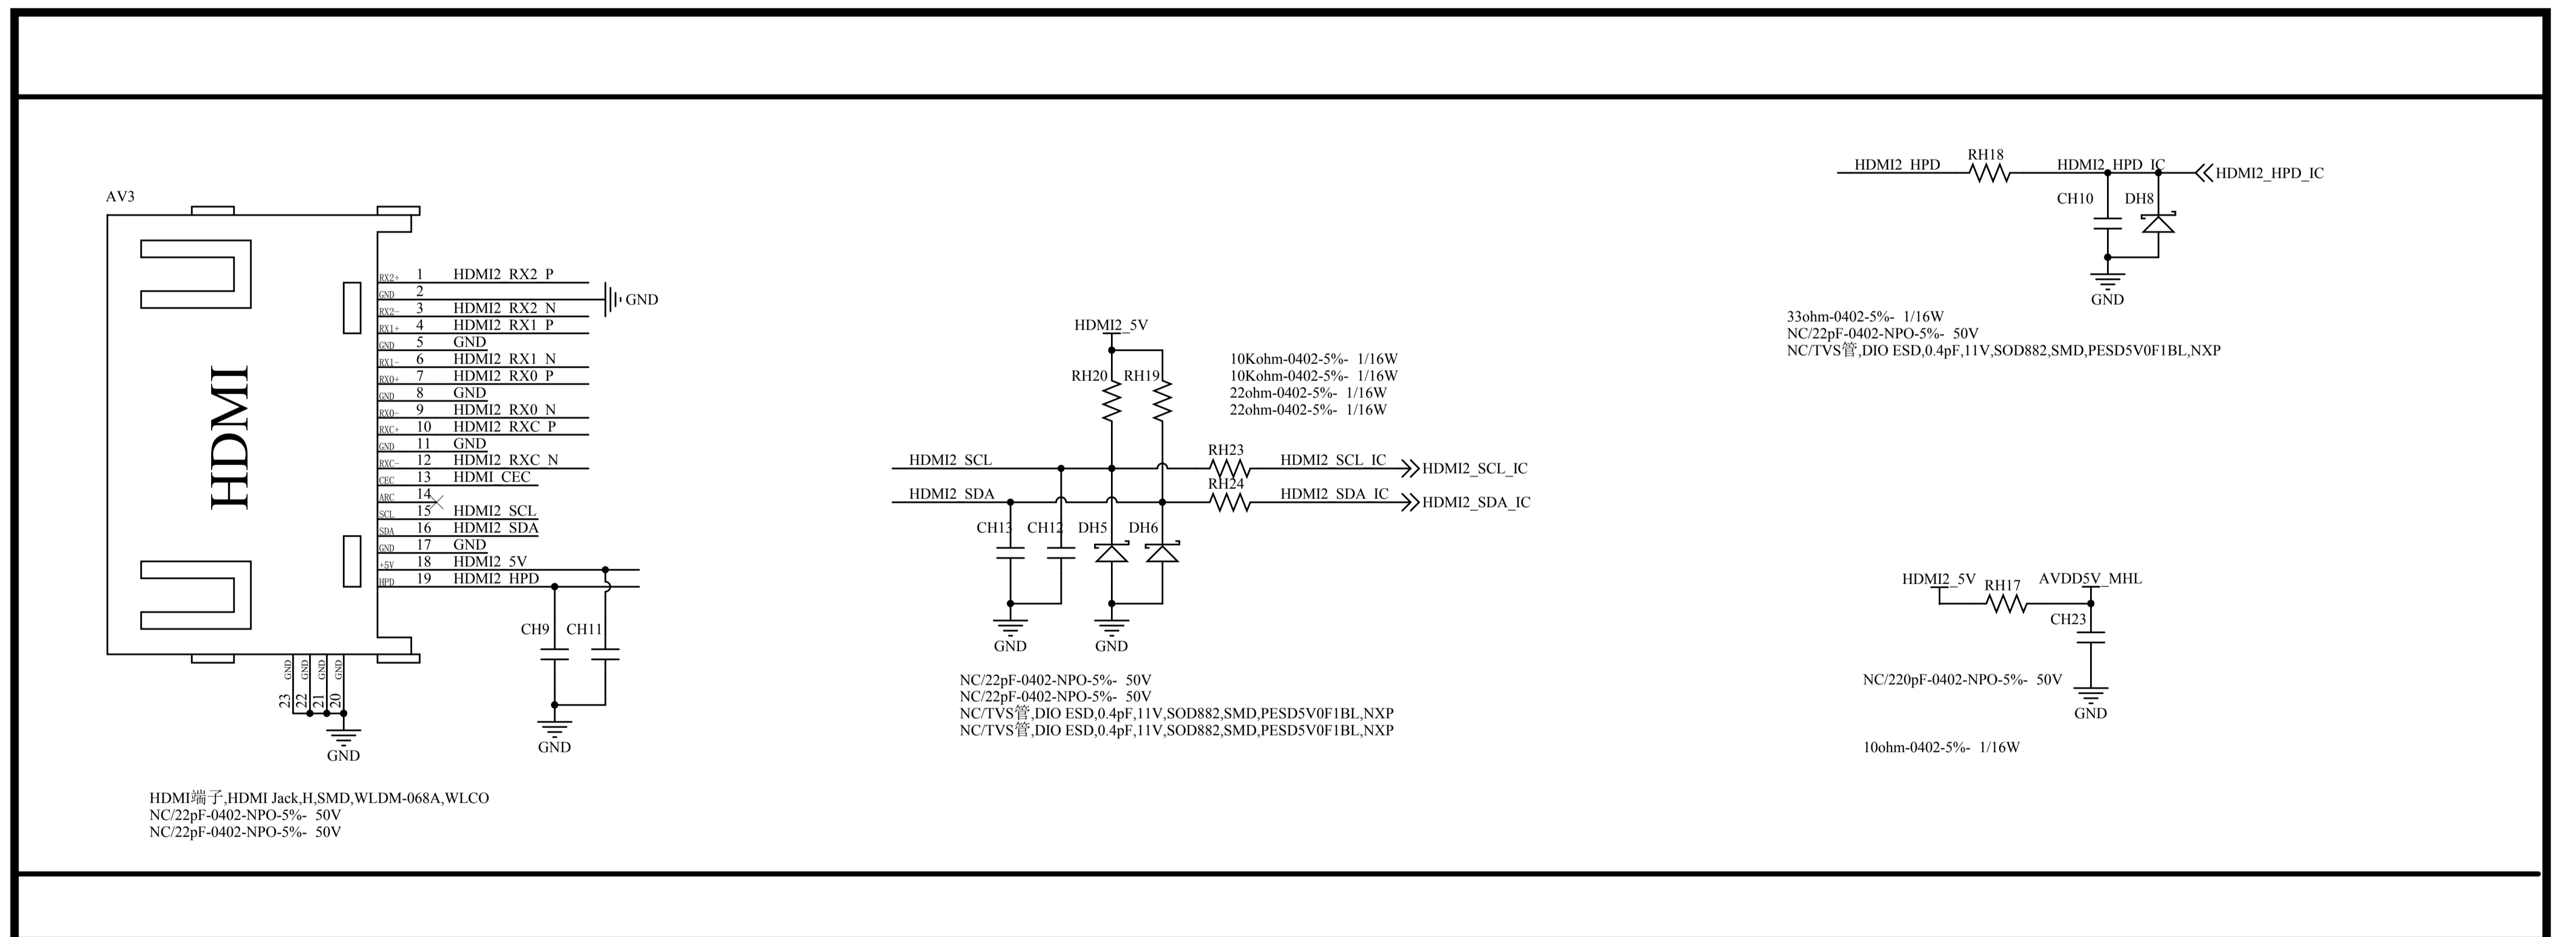 AV3
HDMI
RX2+ 1 HDMI2_RX2_P
GND 2 GND
RX2- 3 HDMI2_RX2_N
RX1+ 4 HDMI2_RX1_P
GND 5 GND
RX1- 6 HDMI2_RX1_N
RX0+ 7 HDMI2_RX0_P
GND 8 GND
RX0- 9 HDMI2_RX0_N
RXC+ 10 HDMI2_RXC_P
GND 11 GND
RXC- 12 HDMI2_RXC_N
CEC 13 HDMI_CEC
ARC 14
SCL 15 HDMI2_SCL
SDA 16 HDMI2_SDA
GND 17 GND
+5V 18 HDMI2_5V
HPD 19 HDMI2_HPD
CH9 CH11
GND GND GND GND
23 22 21 20
GND
GND
HDMI端子,HDMI Jack,H,SMD,WLDM-068A,WLCO
NC/22pF-0402-NPO-5%- 50V
NC/22pF-0402-NPO-5%- 50V
HDMI2_5V
RH20 RH19
10Kohm-0402-5%- 1/16W
10Kohm-0402-5%- 1/16W
22ohm-0402-5%- 1/16W
22ohm-0402-5%- 1/16W
HDMI2_SCL RH23 HDMI2_SCL_IC HDMI2_SCL_IC
HDMI2_SDA RH24 HDMI2_SDA_IC HDMI2_SDA_IC
CH13 CH12 DH5 DH6
GND GND
NC/22pF-0402-NPO-5%- 50V
NC/22pF-0402-NPO-5%- 50V
NC/TVS管,DIO ESD,0.4pF,11V,SOD882,SMD,PESD5V0F1BL,NXP
NC/TVS管,DIO ESD,0.4pF,11V,SOD882,SMD,PESD5V0F1BL,NXP
HDMI2_HPD RH18 HDMI2_HPD_IC HDMI2_HPD_IC
CH10 DH8
GND
33ohm-0402-5%- 1/16W
NC/22pF-0402-NPO-5%- 50V
NC/TVS管,DIO ESD,0.4pF,11V,SOD882,SMD,PESD5V0F1BL,NXP
HDMI2_5V RH17 AVDD5V_MHL
CH23
NC/220pF-0402-NPO-5%- 50V
GND
10ohm-0402-5%- 1/16W